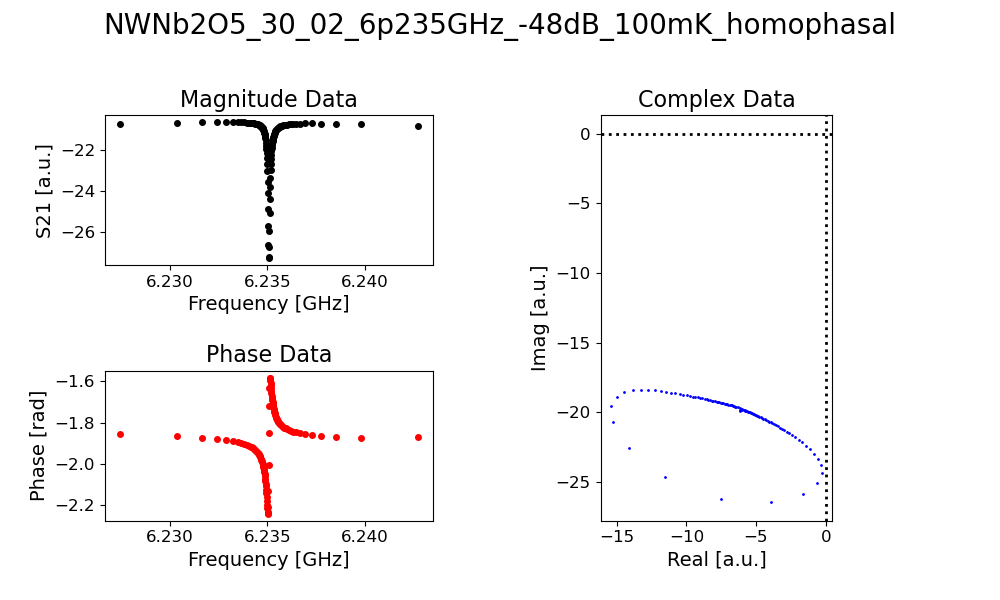 NWNb2O5_30_02_6p235GHz_-48dB_100mK_homophasal
Magnitude Data
S21 [a.u.]
−22
−24
−26
6.230 6.235 6.240
Frequency [GHz]
Phase Data
Phase [rad]
−1.6
−1.8
−2.0
−2.2
6.230 6.235 6.240
Frequency [GHz]
Complex Data
Imag [a.u.]
0
−5
−10
−15
−20
−25
−15 −10 −5 0
Real [a.u.]